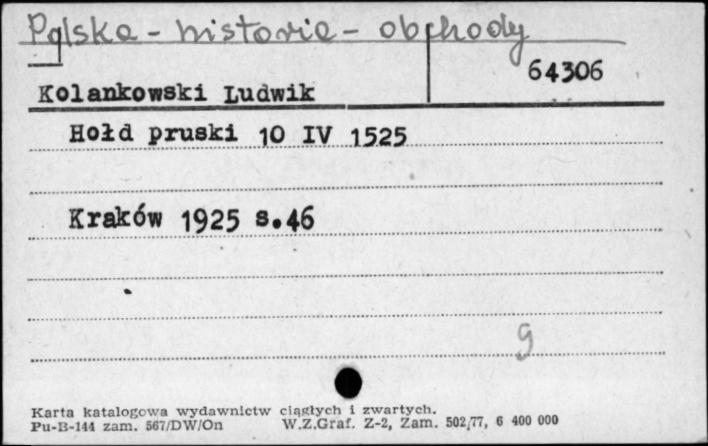 Polska - historia - obchody
64306
Kolankowski Ludwik
Hołd pruski 10 IV 1525
Kraków 1925 s.46
g
Karta katalogowa wydawnictw ciągłych i zwartych.
Pu-B-144 zam. 567/DW/On W.Z.Graf. Z-2, Zam. 502/77, 6 400 000